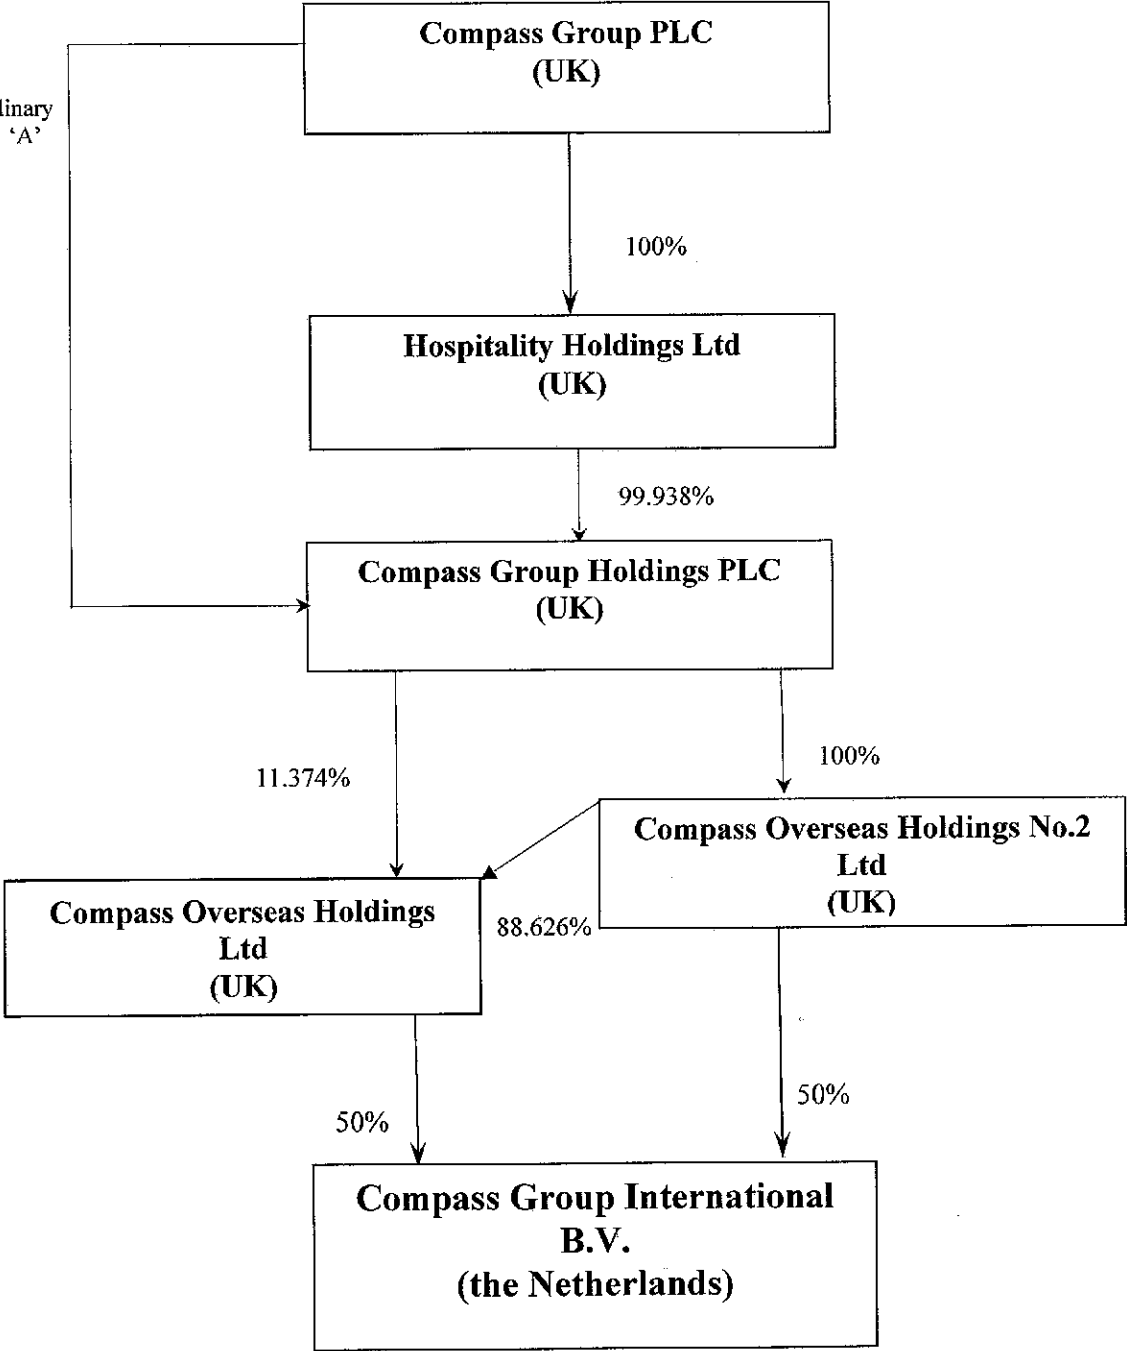 Compass Group PLC
(UK)
‘A’
100%
Hospitality Holdings Ltd
(UK)
99.938%
Compass Group Holdings PLC
(UK)
11.374%
100%
Compass Overseas Holdings No.2
Ltd
(UK)
Compass Overseas Holdings
Ltd
(UK)
88.626%
50%
50%
Compass Group International
B.V.
(the Netherlands)